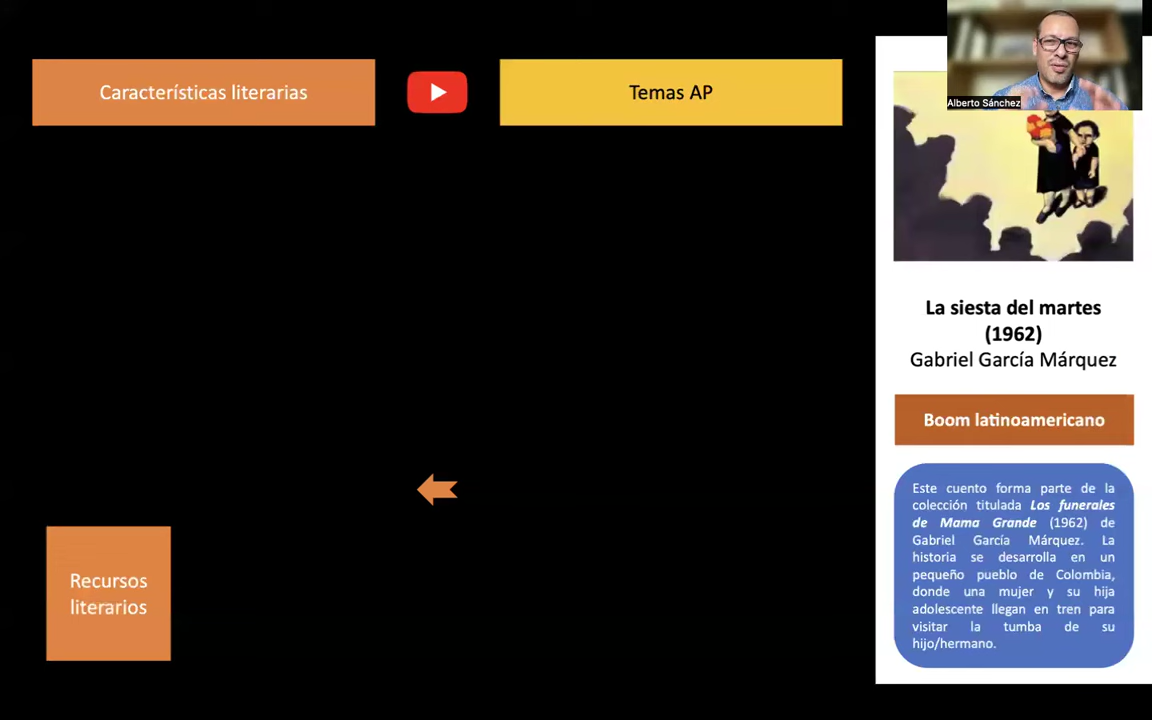 Características literarias
Temas AP
Alberto Sánchez
La siesta del martes
(1962)
Gabriel García Márquez
Boom latinoamericano
Este cuento forma parte de la
colección titulada Los funerales
de Mama Grande (1962) de
Gabriel García Márquez. La
historia se desarrolla en un
pequeño pueblo de Colombia,
donde una mujer y su hija
adolescente llegan en tren para
visitar la tumba de su
hijo/hermano.
Recursos
literarios